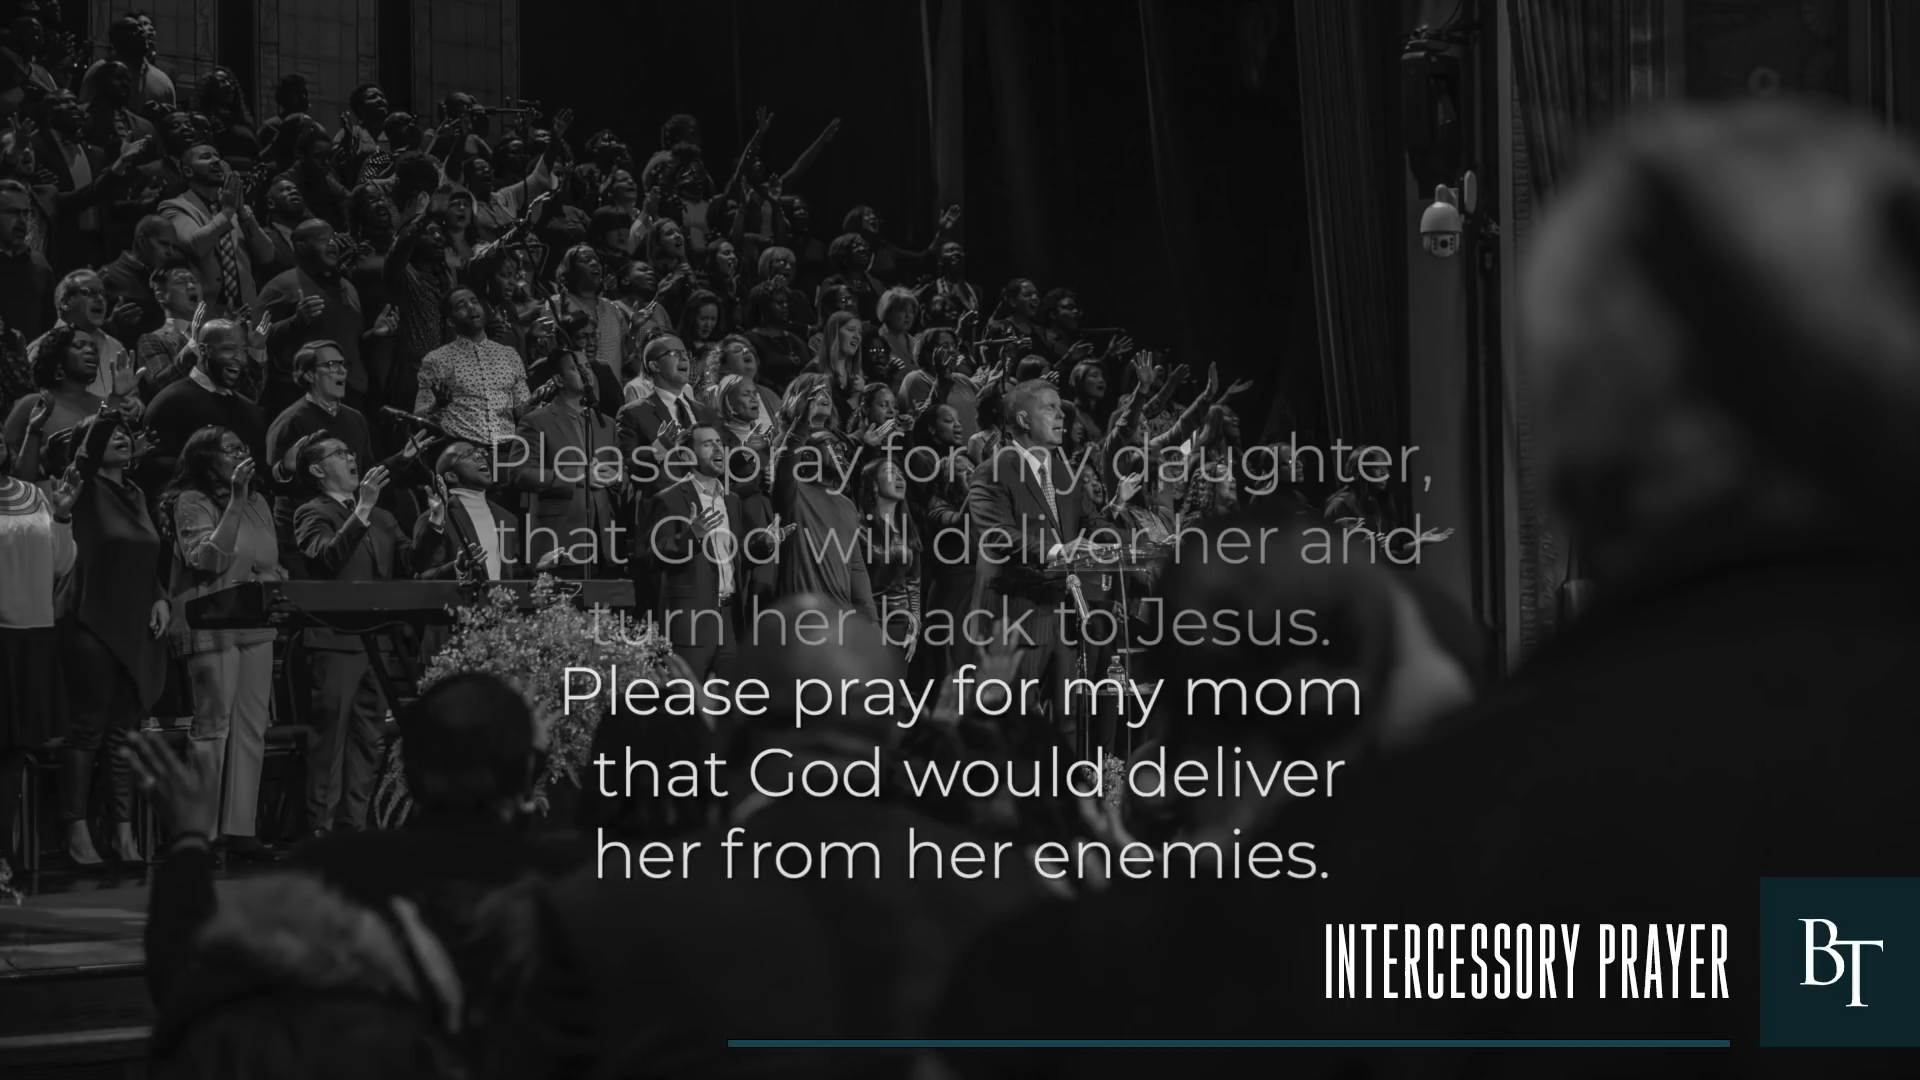 Please pray for my daughter,
that God will deliver her and
turn her back to Jesus.
Please pray for my mom
that God would deliver
her from her enemies.
INTERCESSORY PRAYER
BT